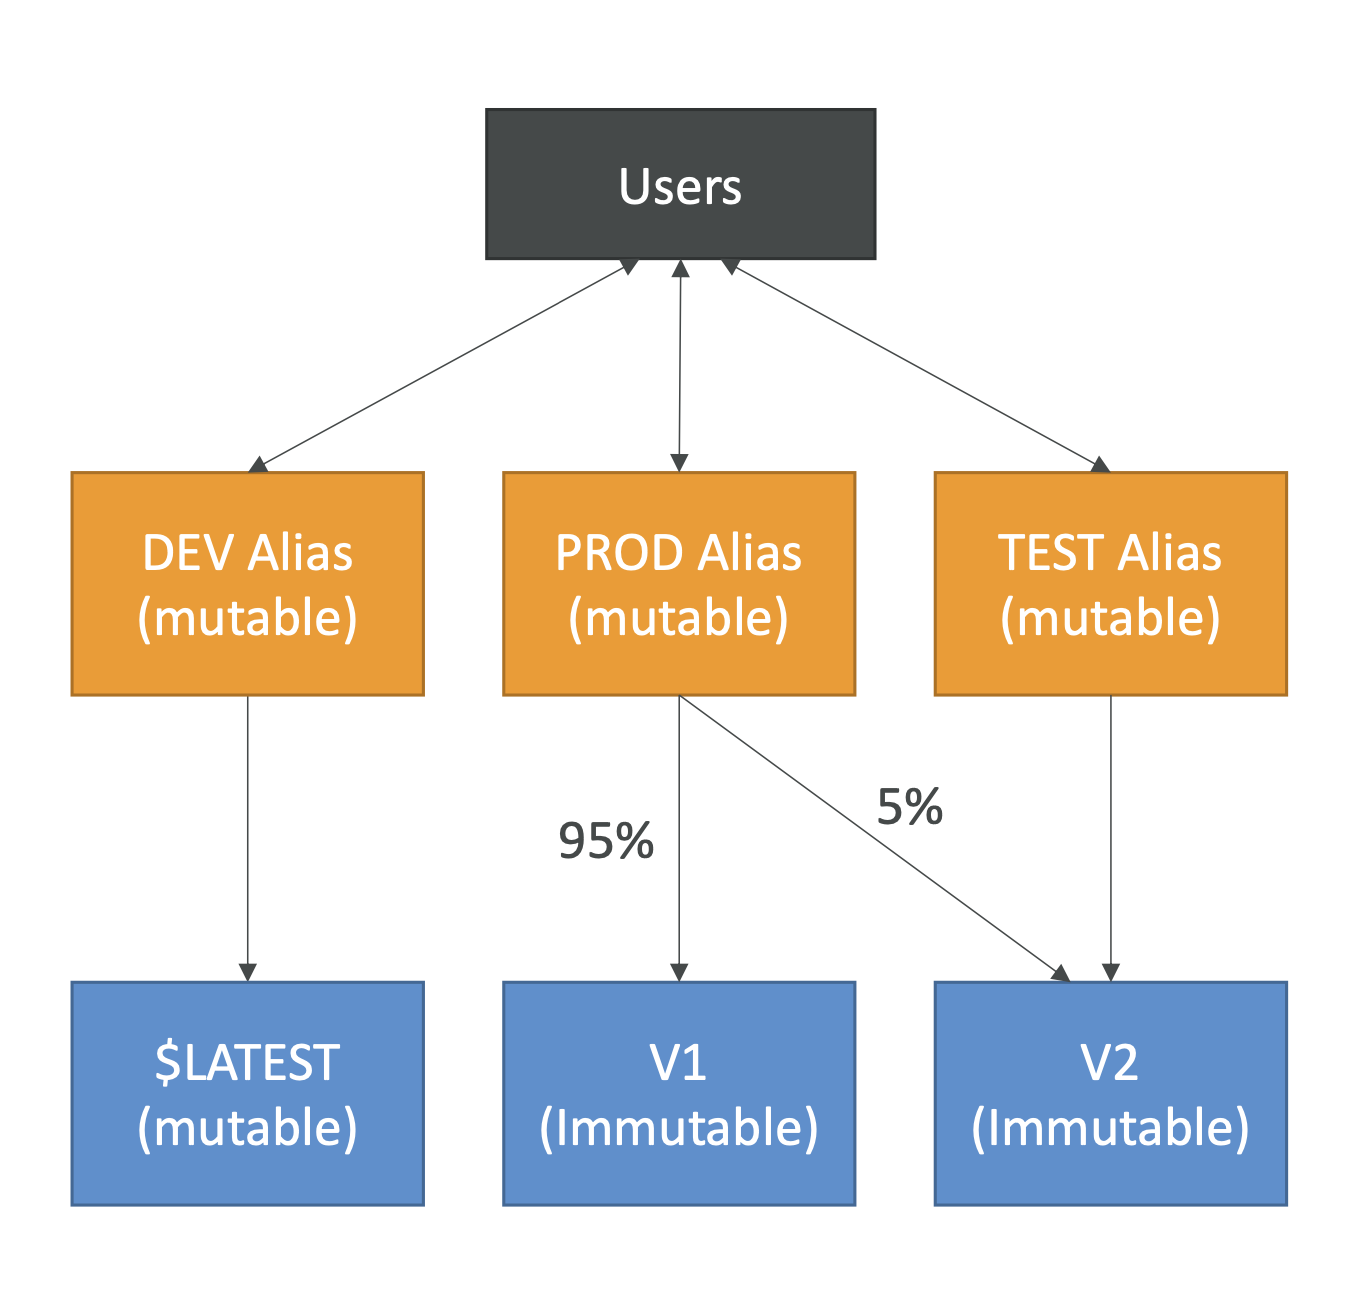 Users
DEV Alias
(mutable)
PROD Alias
(mutable)
TEST Alias
(mutable)
95%
5%
$LATEST
(mutable)
V1
(Immutable)
V2
(Immutable)